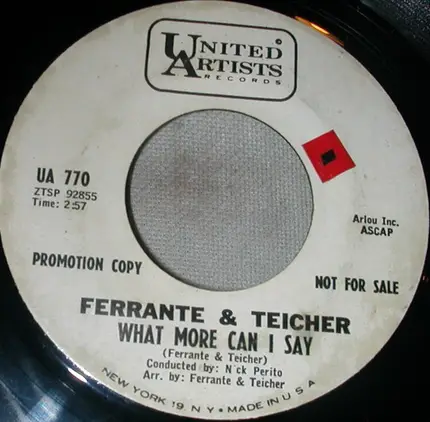 UNITED
ARTISTS
RECORDS
UA 770
ZTSP 92855
Time: 2:57
Arlou Inc.
ASCAP
PROMOTION COPY
NOT FOR SALE
FERRANTE & TEICHER
WHAT MORE CAN I SAY
(Ferrante & Teicher)
Conducted by: Nick Perito
Arr. by: Ferrante & Teicher
NEW YORK 19, N.Y. • MADE IN U S A